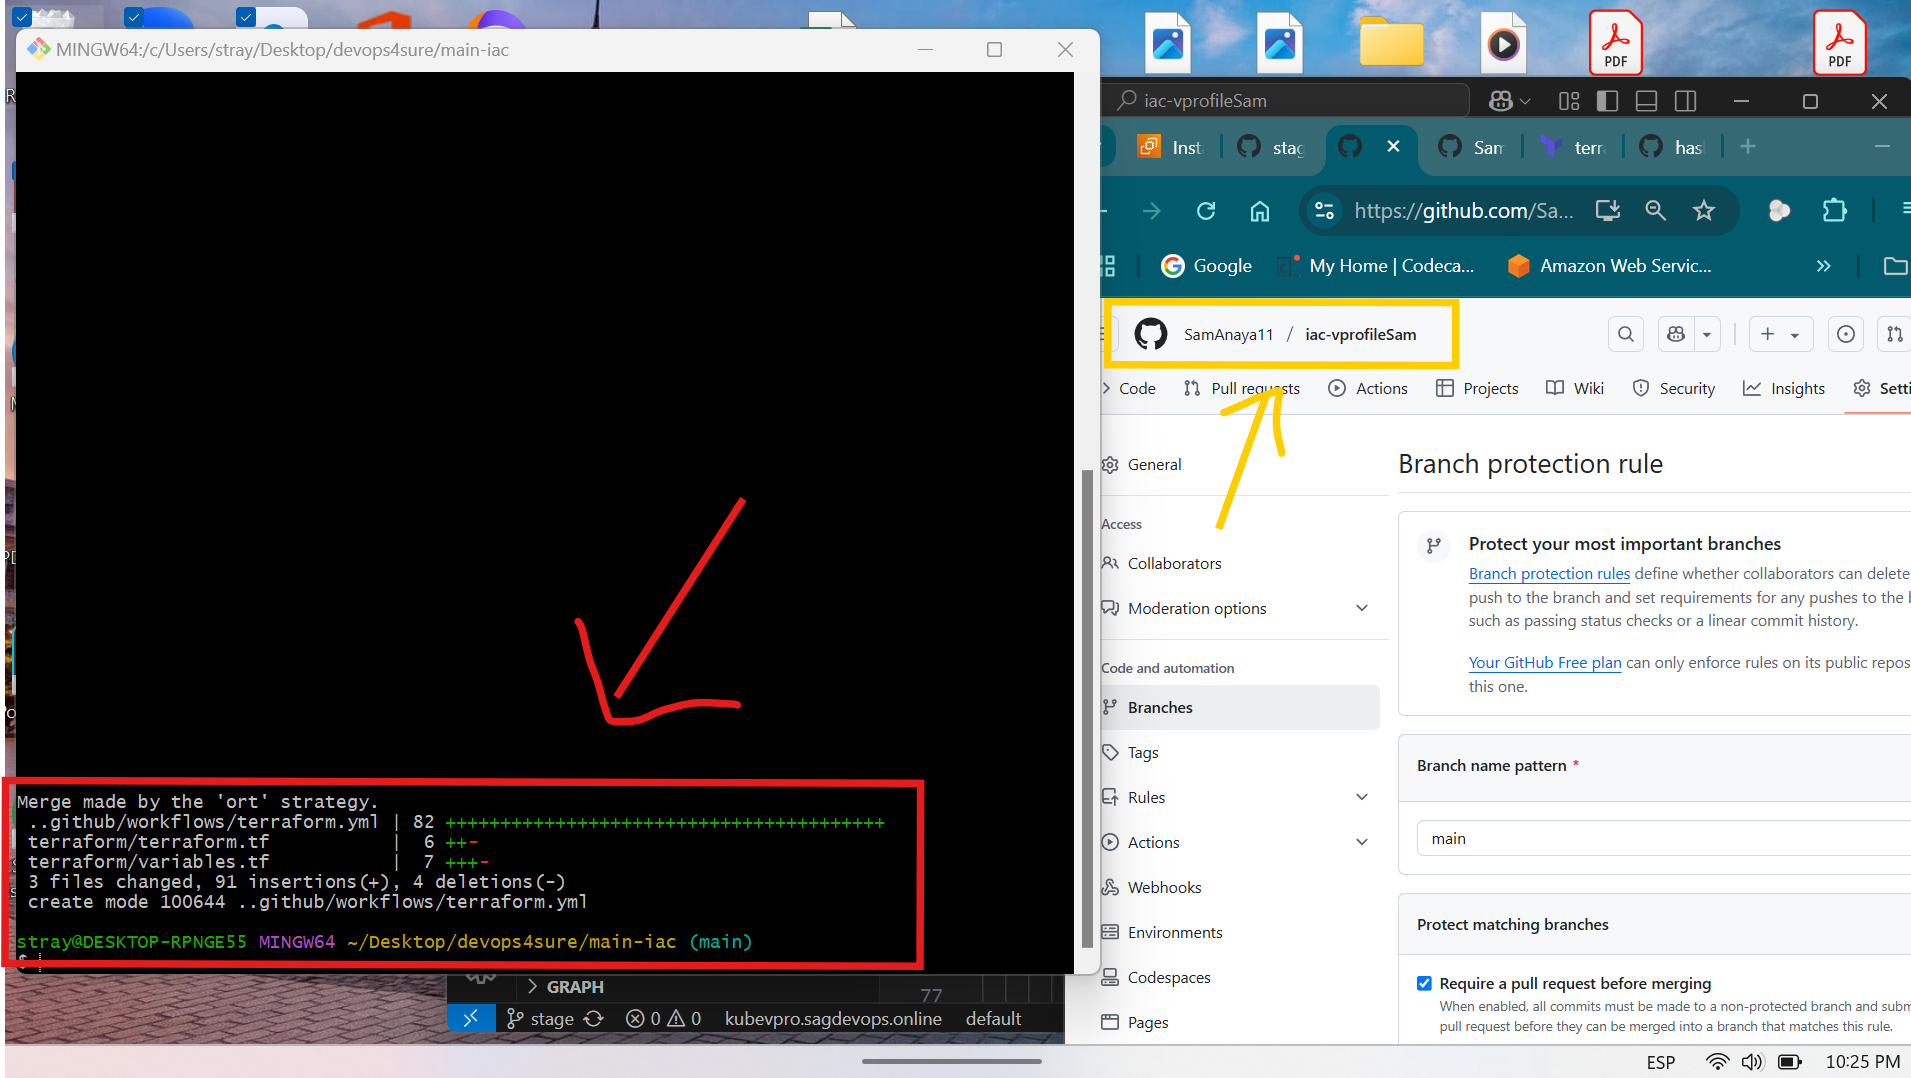 MINGW64:/c/Users/stray/Desktop/devops4sure/main-iac
PDF
PDF
iac-vprofileSam
Inst
stag
Sam
terr
has
https://github.com/Sa...
Google
My Home | Codeca...
Amazon Web Servic...
SamAnaya11 / iac-vprofileSam
Code
Pull requests
Actions
Projects
Wiki
Security
Insights
Setti
General
Access
Collaborators
Moderation options
Code and automation
Branches
Tags
Rules
Actions
Webhooks
Environments
Codespaces
Pages
Branch protection rule
Protect your most important branches
Branch protection rules define whether collaborators can delete
push to the branch and set requirements for any pushes to the b
such as passing status checks or a linear commit history.
Your GitHub Free plan can only enforce rules on its public repos
this one.
Branch name pattern *
main
Protect matching branches
Require a pull request before merging
When enabled, all commits must be made to a non-protected branch and subm
pull request before they can be merged into a branch that matches this rule.
Merge made by the 'ort' strategy.
..github/workflows/terraform.yml | 82 ++++++++++++++++++++++++++++++++++++++++
terraform/terraform.tf | 6 ++-
terraform/variables.tf | 7 +++-
3 files changed, 91 insertions(+), 4 deletions(-)
create mode 100644 ..github/workflows/terraform.yml
stray@DESKTOP-RPNGE55 MINGW64 ~/Desktop/devops4sure/main-iac (main)
$
GRAPH
77
stage
0
0
kubevpro.sagdevops.online
default
ESP
10:25 PM